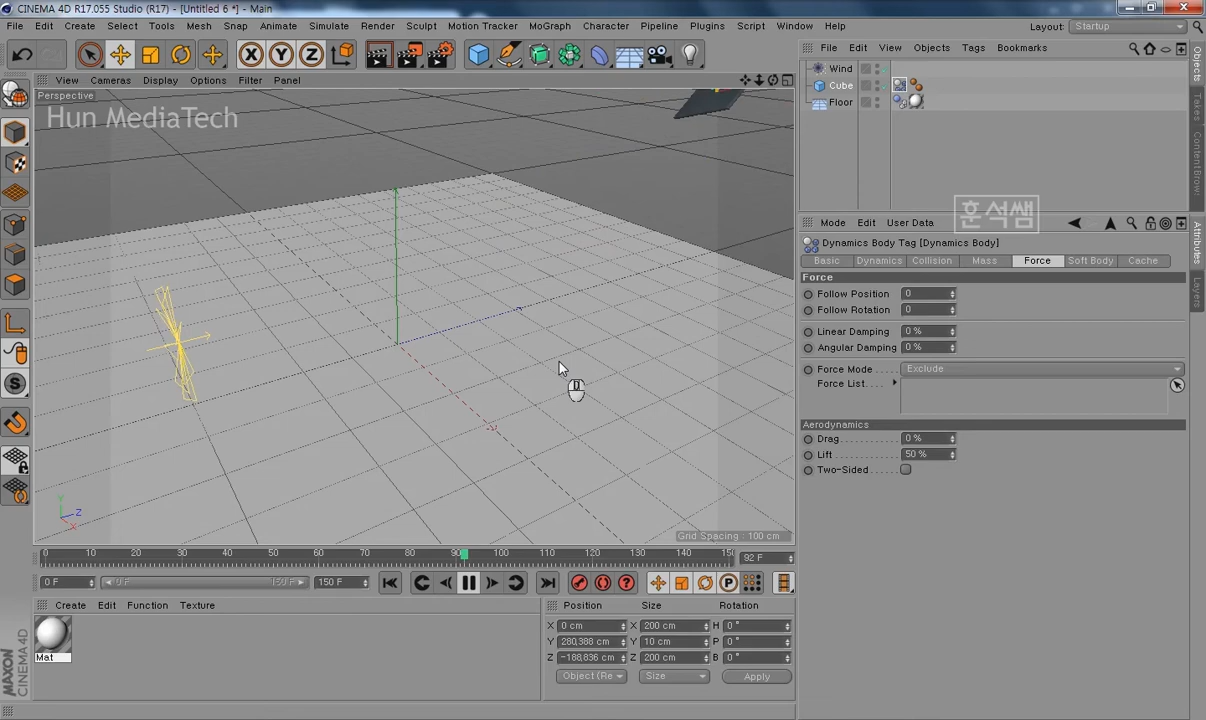 CINEMA 4D R17.055 Studio (R17) - [Untitled 6 *] - Main
File Edit Create Select Tools Mesh Snap Animate Simulate Render Sculpt Motion Tracker MoGraph Character Pipeline Plugins Script Window Help Layout: Startup
X Y Z
View Cameras Display Options Filter Panel
Perspective
Hun MediaTech
Y
Z
X
Grid Spacing : 100 cm
File Edit View Objects Tags Bookmarks
Wind
Cube
Floor
훈석쌤
Mode Edit User Data
Dynamics Body Tag [Dynamics Body]
Basic Dynamics Collision Mass Force Soft Body Cache
Force
Follow Position 0
Follow Rotation 0
Linear Damping 0 %
Angular Damping 0 %
Force Mode Exclude
Force List
Aerodynamics
Drag 0 %
Lift 50 %
Two-Sided
Objects
Takes
Content Brow
Attributes
Layers
0 10 20 30 40 50 60 70 80 90 100 110 120 130 140 150 92 F
0 F 0 F 150 F 150 F
P
Create Edit Function Texture
Mat
Position Size Rotation
X 0 cm X 200 cm H 0 °
Y 280,388 cm Y 10 cm P 0 °
Z -188,836 cm Z 200 cm B 0 °
Object (Re Size Apply
MAXON
CINEMA 4D